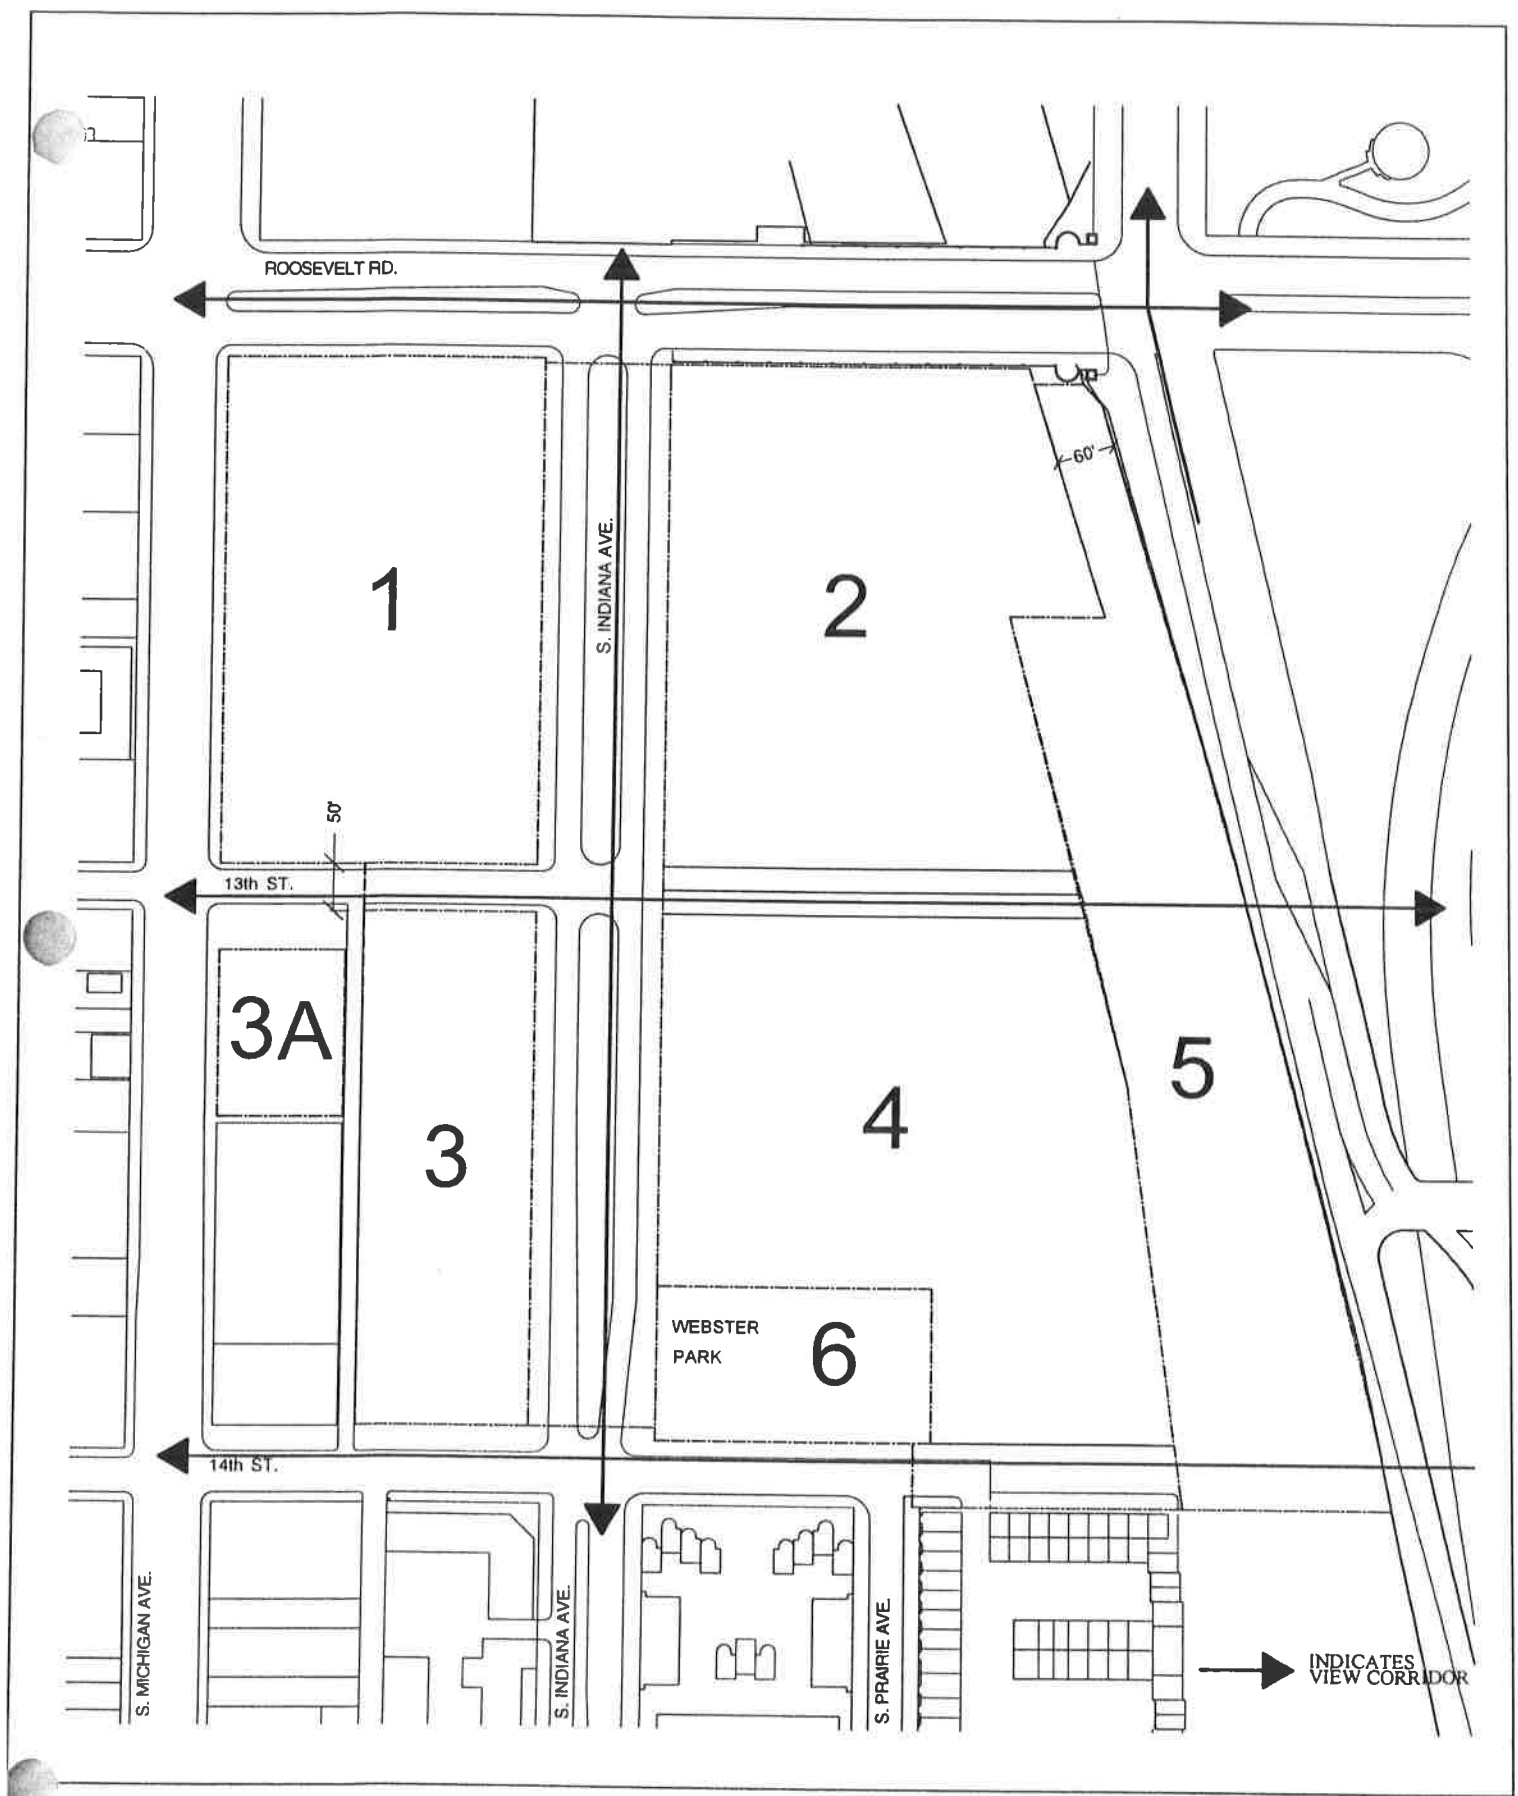 ROOSEVELT RD.
60'
S. INDIANA AVE.
1
2
50'
13th ST.
3A
5
4
3
WEBSTER
PARK
6
14th ST.
S. MICHIGAN AVE.
S. INDIANA AVE.
S. PRAIRIE AVE.
INDICATES
VIEW CORRIDOR